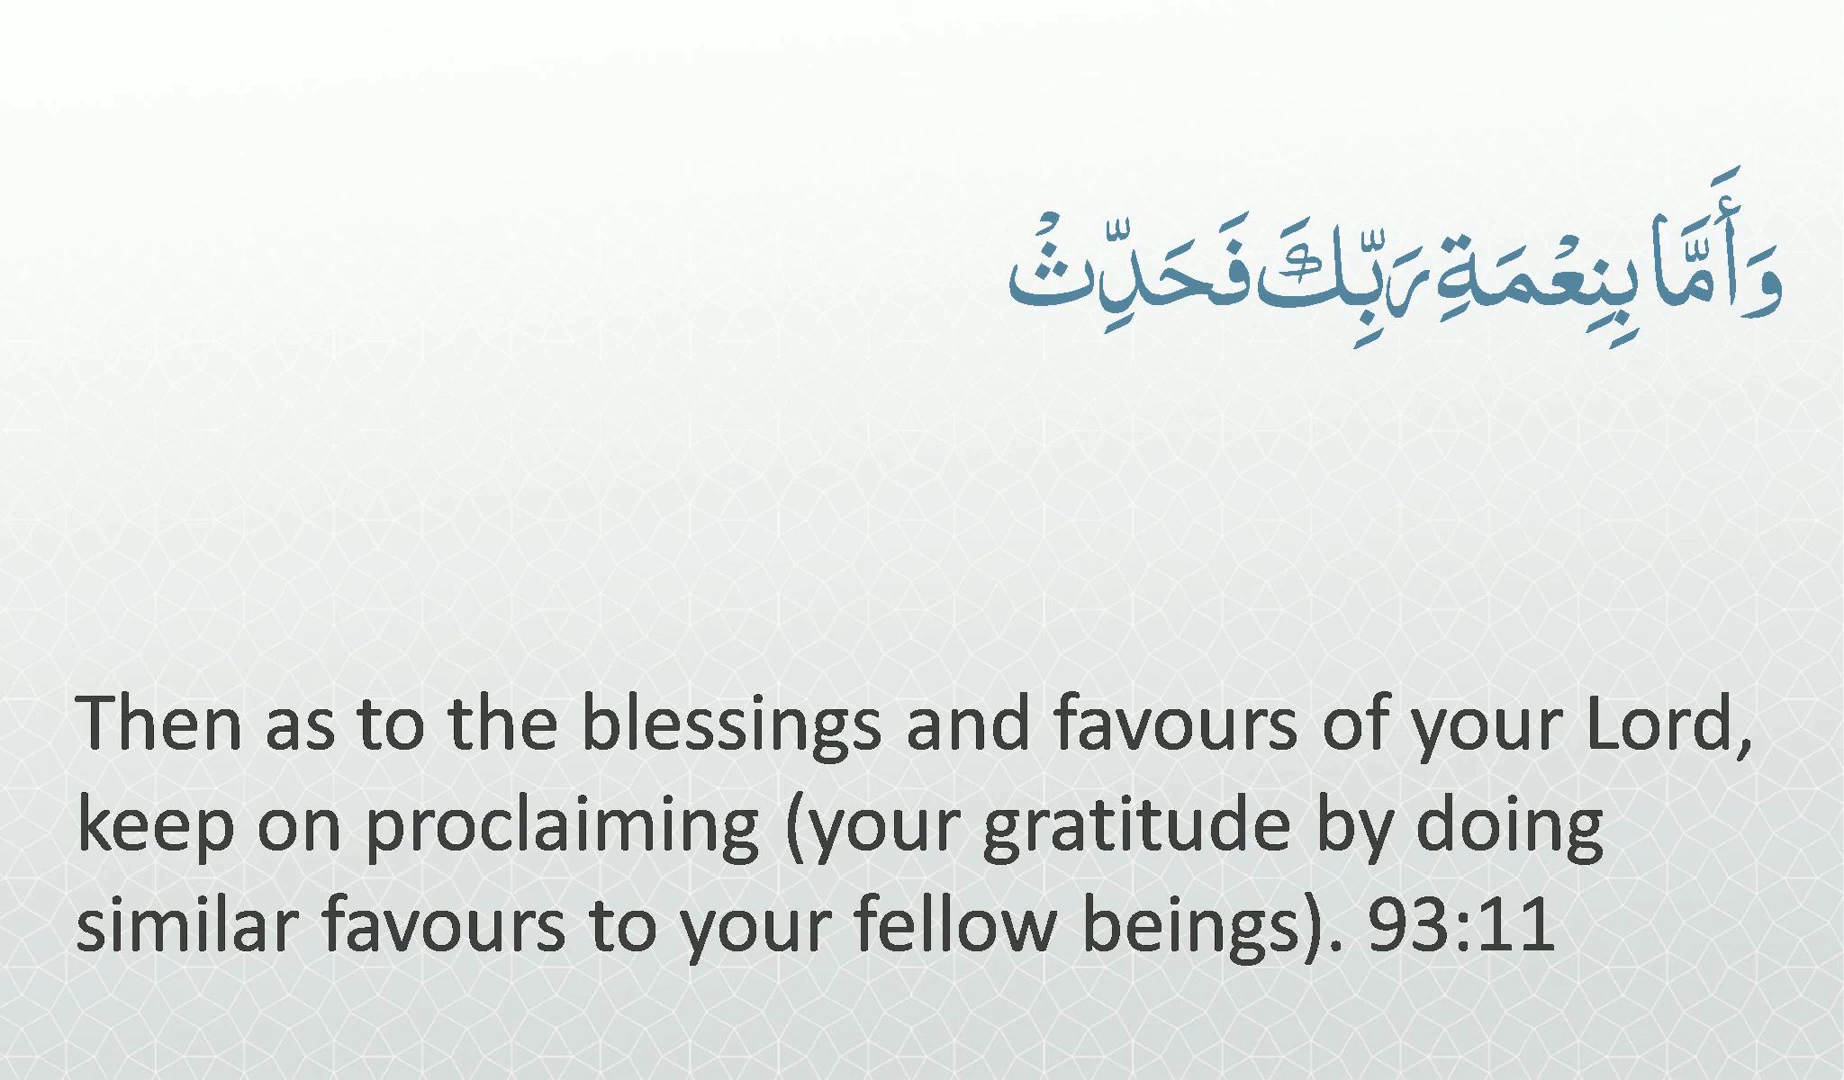 وَأَمَّا بِنِعْمَةِ رَبِّكَ فَحَدِّثْ
Then as to the blessings and favours of your Lord,
keep on proclaiming (your gratitude by doing
similar favours to your fellow beings). 93:11